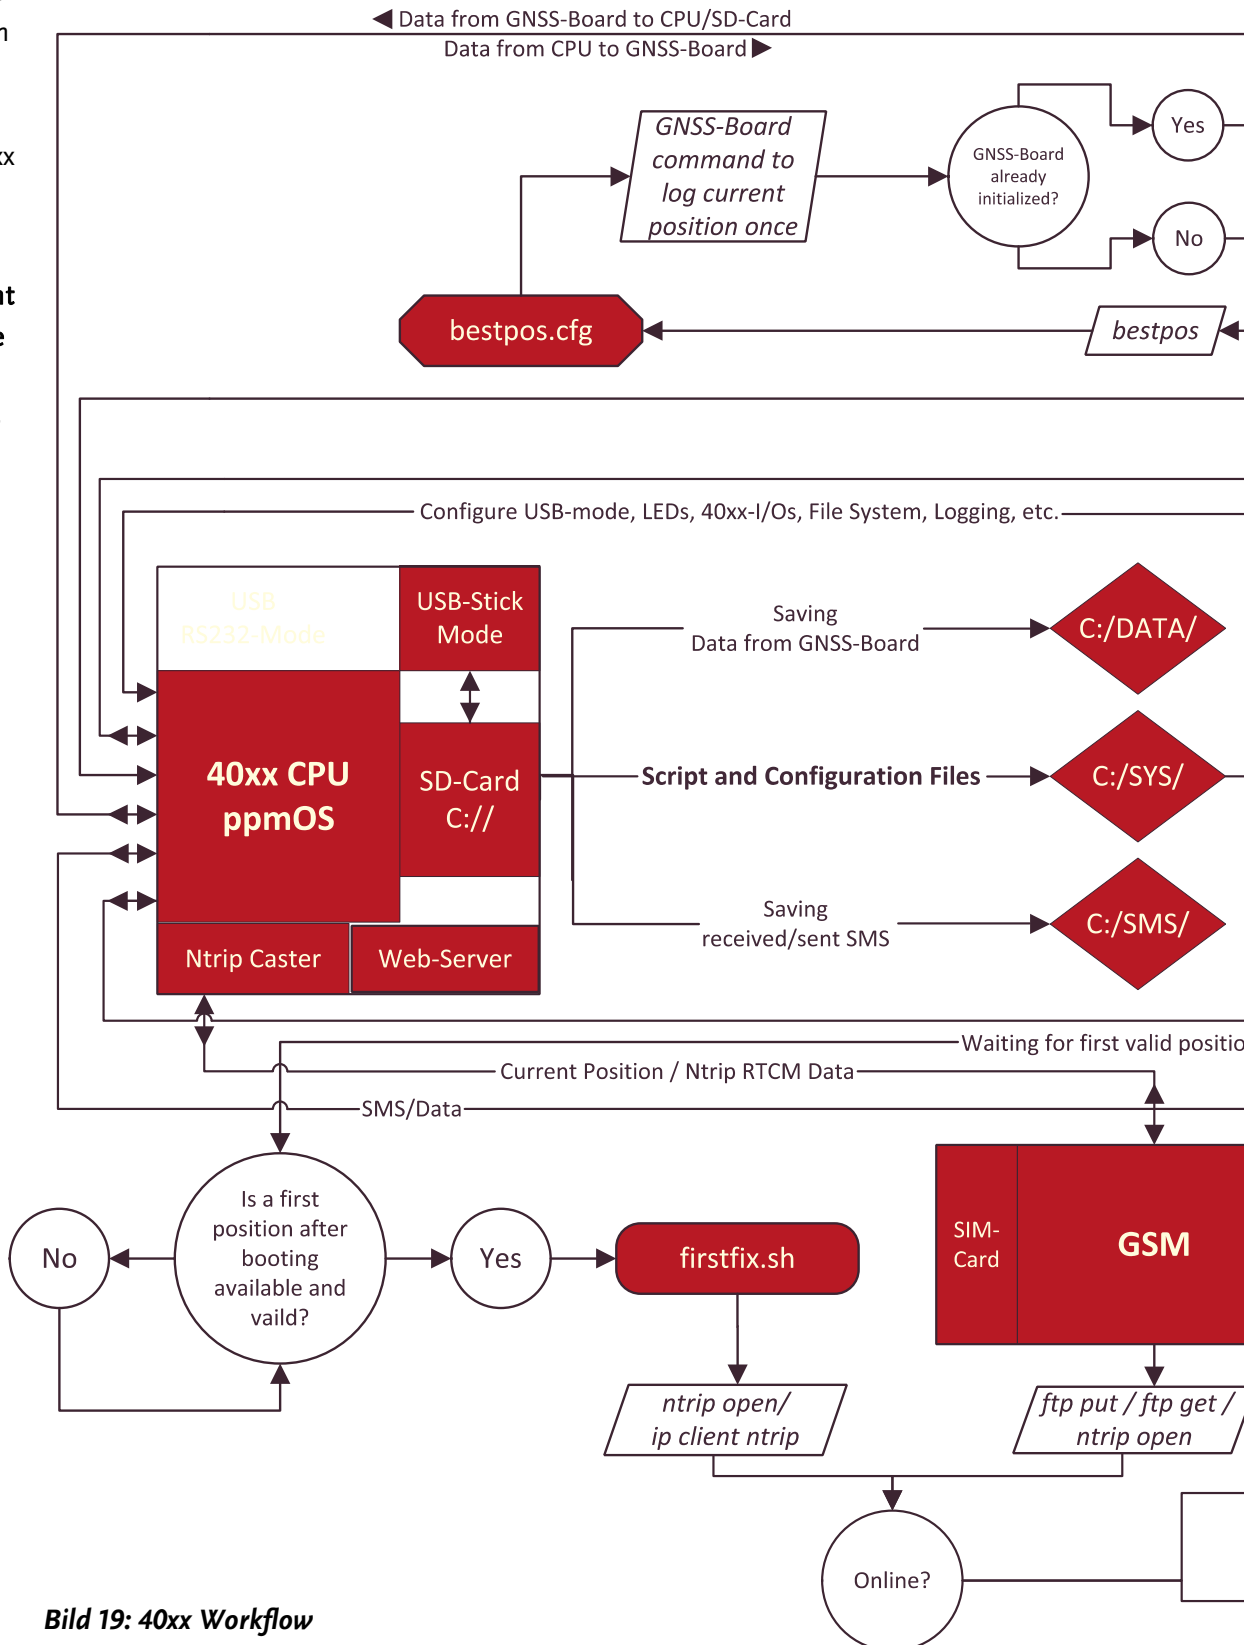 Data from GNSS-Board to CPU/SD-Card
Data from CPU to GNSS-Board
GNSS-Board
command to
log current
position once
GNSS-Board
already
initialized?
Yes
No
xx
bestpos.cfg
bestpos
Configure USB-mode, LEDs, 40xx-I/Os, File System, Logging, etc.
USB
RS232-Mode
USB-Stick
Mode
40xx CPU
ppmOS
SD-Card
C://
Ntrip Caster
Web-Server
Saving
Data from GNSS-Board
C:/DATA/
Script and Configuration Files
C:/SYS/
Saving
received/sent SMS
C:/SMS/
Waiting for first valid positio
Current Position / Ntrip RTCM Data
SMS/Data
Is a first
position after
booting
available and
vaild?
No
Yes
firstfix.sh
SIM-
Card
GSM
ntrip open/
ip client ntrip
ftp put / ftp get /
ntrip open
Online?
Bild 19: 40xx Workflow